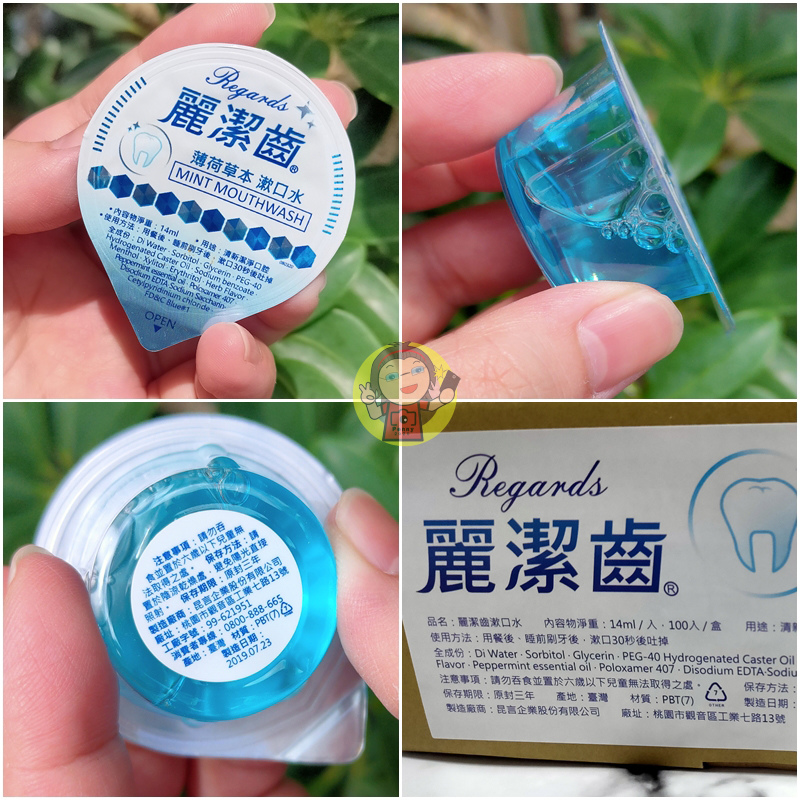 Regards
麗潔齒®
薄荷草本 漱口水
MINT MOUTHWASH
•內容物淨重：14ml •用途：清新潔淨口腔
•使用方法：用餐後、睡前刷牙後，漱口30秒後吐掉
全成份：Di Water · Sorbitol · Glycerin · PEG-40
Hydrogenated Caster Oil · Sodium benzoate
Menthol · Xylitol · Erythritol · Herb Flavor ·
Peppermint essential oil · Poloxamer 407 ·
Disodium EDTA·Sodium Saccharin·
Cetylpyridinium chloride ·
FD&C Blue#1
OPEN
注意事項：請勿吞
食並置於六歲以下兒童無
法取得之處。 保存方法：請
置於陰涼乾燥處，避免陽光直接
照射。 保存期限：原封三年
製造廠商：昆言企業股份有限公司
廠址：桃園市觀音區工業七路13號
工廠字號：99-621951
消費者專線：0800-888-665
產地：臺灣 材質：PBT(7)
製造日期：
2019.07.23
Regards
麗潔齒®
品名：麗潔齒漱口水 內容物淨重：14ml / 入，100入 / 盒 用途：清新
使用方法：用餐後、睡前刷牙後，漱口30秒後吐掉
全成份：Di Water · Sorbitol · Glycerin · PEG-40 Hydrogenated Caster Oil
Flavor · Peppermint essential oil · Poloxamer 407 · Disodium EDTA·Sodiu
注意事項：請勿吞食並置於六歲以下兒童無法取得之處。 保存方法：
保存期限：原封三年 產地：臺灣 材質：PBT(7) 7 OTHER 製造日期：
製造廠商：昆言企業股份有限公司 廠址：桃園市觀音區工業七路13號